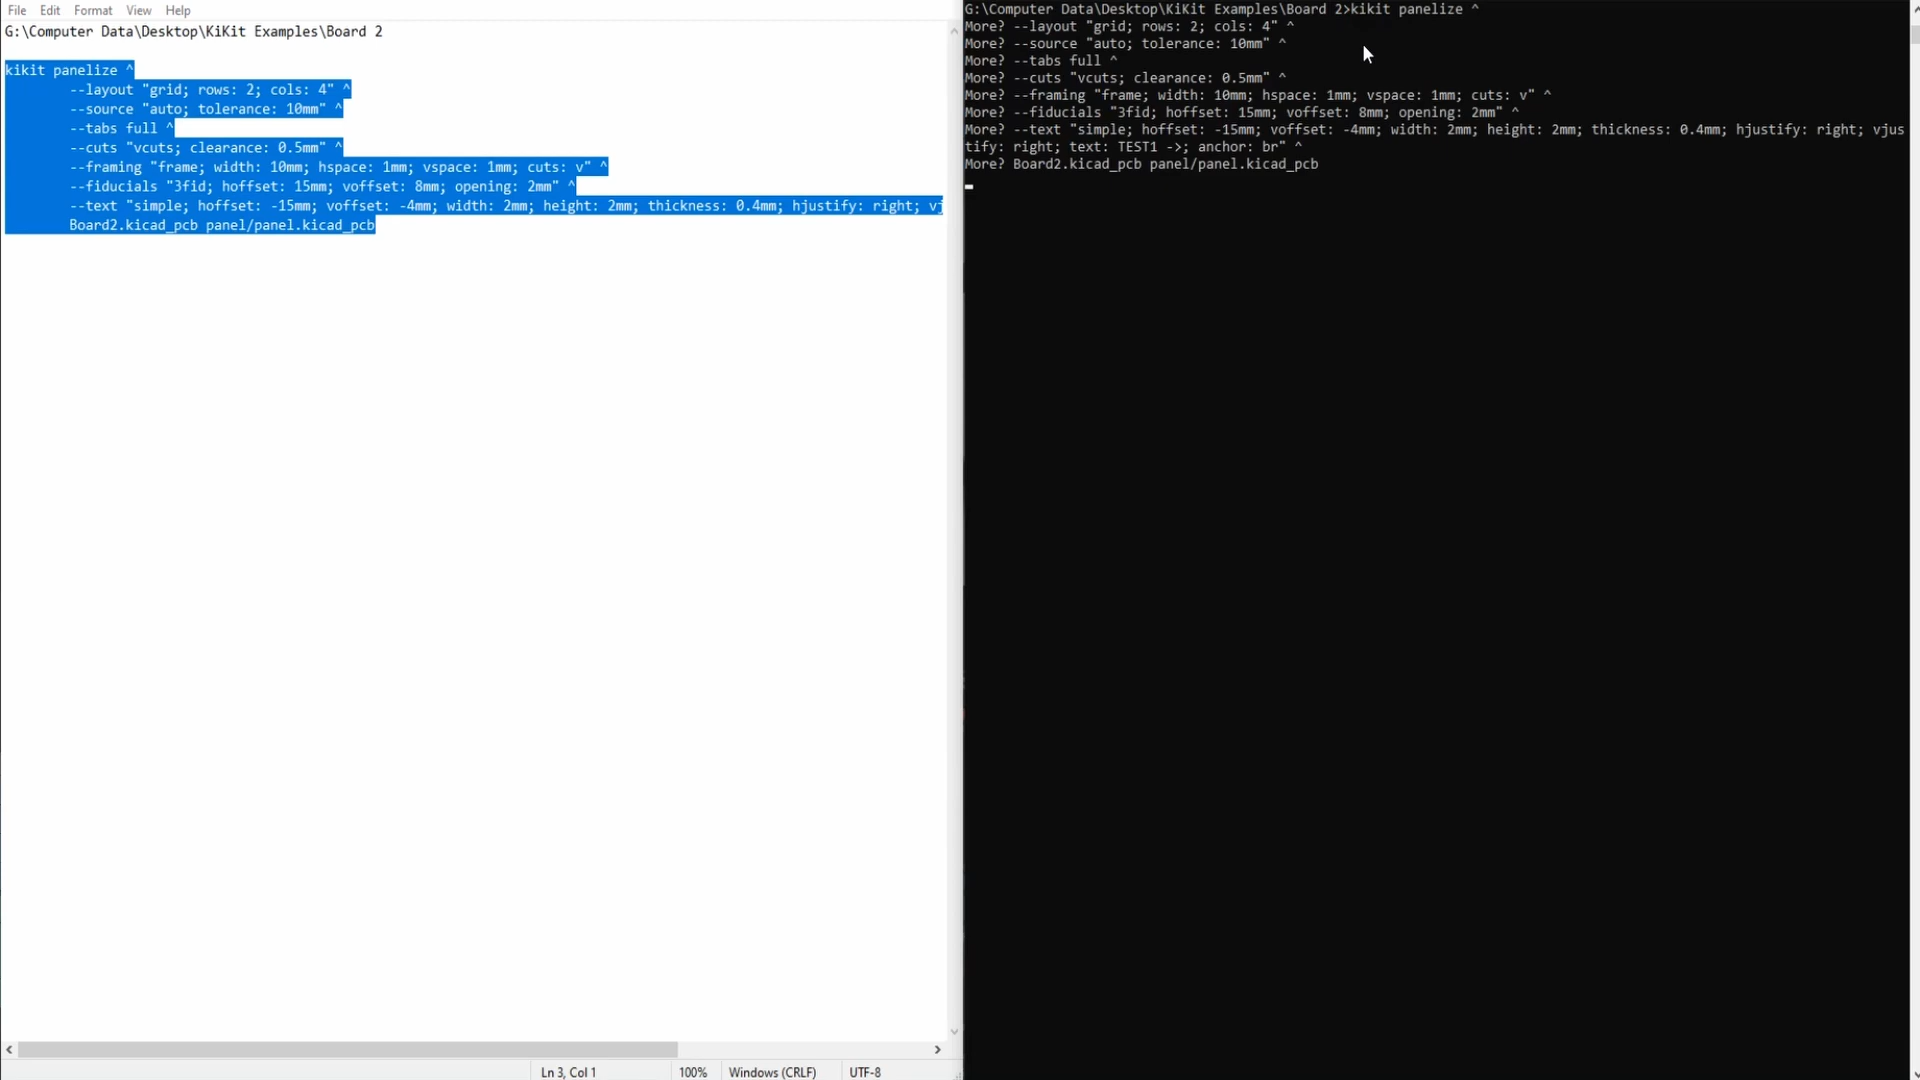 File Edit Format View Help
G:\Computer Data\Desktop\KiKit Examples\Board 2
kikit panelize ^
--layout "grid; rows: 2; cols: 4" ^
--source "auto; tolerance: 10mm" ^
--tabs full ^
--cuts "vcuts; clearance: 0.5mm" ^
--framing "frame; width: 10mm; hspace: 1mm; vspace: 1mm; cuts: v" ^
--fiducials "3fid; hoffset: 15mm; voffset: 8mm; opening: 2mm" ^
--text "simple; hoffset: -15mm; voffset: -4mm; width: 2mm; height: 2mm; thickness: 0.4mm; hjustify: right; vj
Board2.kicad_pcb panel/panel.kicad_pcb
Ln 3, Col 1 100% Windows (CRLF) UTF-8
G:\Computer Data\Desktop\KiKit Examples\Board 2>kikit panelize ^
More? --layout "grid; rows: 2; cols: 4" ^
More? --source "auto; tolerance: 10mm" ^
More? --tabs full ^
More? --cuts "vcuts; clearance: 0.5mm" ^
More? --framing "frame; width: 10mm; hspace: 1mm; vspace: 1mm; cuts: v" ^
More? --fiducials "3fid; hoffset: 15mm; voffset: 8mm; opening: 2mm" ^
More? --text "simple; hoffset: -15mm; voffset: -4mm; width: 2mm; height: 2mm; thickness: 0.4mm; hjustify: right; vjus
tify: right; text: TEST1 ->; anchor: br" ^
More? Board2.kicad_pcb panel/panel.kicad_pcb